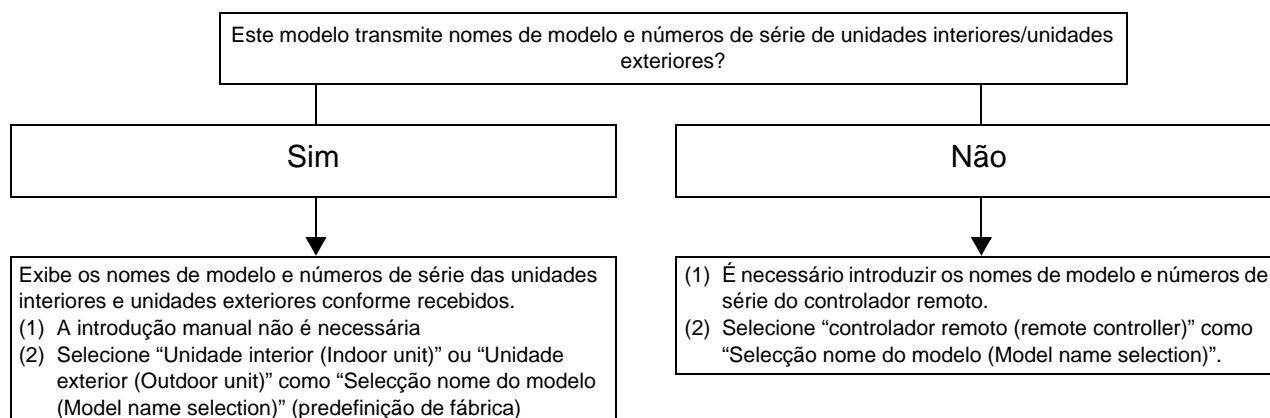 Este modelo transmite nomes de modelo e números de série de unidades interiores/unidades
exteriores?
Sim
Não
Exibe os nomes de modelo e números de série das unidades
interiores e unidades exteriores conforme recebidos.
(1) A introdução manual não é necessária
(2) Selecione “Unidade interior (Indoor unit)” ou “Unidade
exterior (Outdoor unit)” como “Selecção nome do modelo
(Model name selection)” (predefinição de fábrica)
(1) É necessário introduzir os nomes de modelo e números de
série do controlador remoto.
(2) Selecione “controlador remoto (remote controller)” como
“Selecção nome do modelo (Model name selection)”.